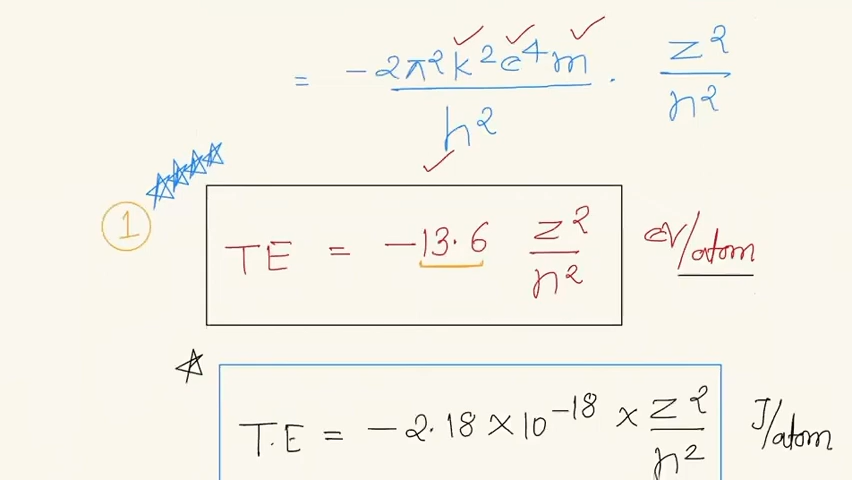 = -2π²k²e⁴m / h² · Z² / n²
1
TE = -13.6 Z² / n² eV/atom
T.E = -2.18 × 10⁻¹⁸ × Z² / n² J/atom